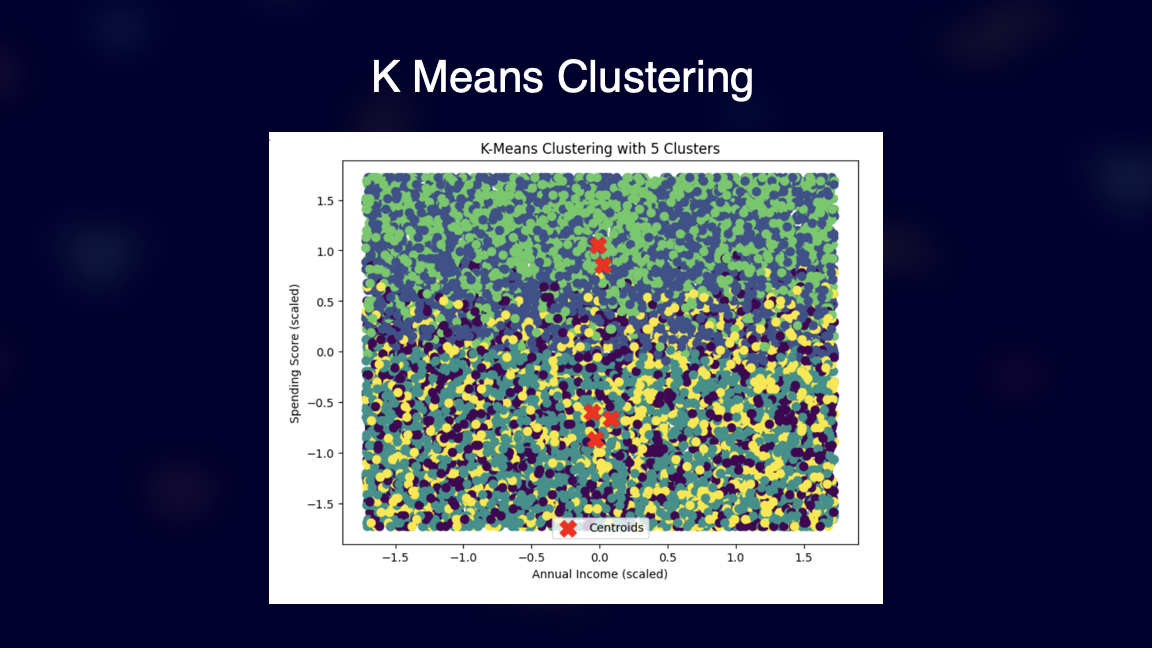 K Means Clustering
K-Means Clustering with 5 Clusters
Spending Score (scaled)
1.5
1.0
0.5
0.0
−0.5
−1.0
−1.5
Centroids
−1.5 −1.0 −0.5 0.0 0.5 1.0 1.5
Annual Income (scaled)